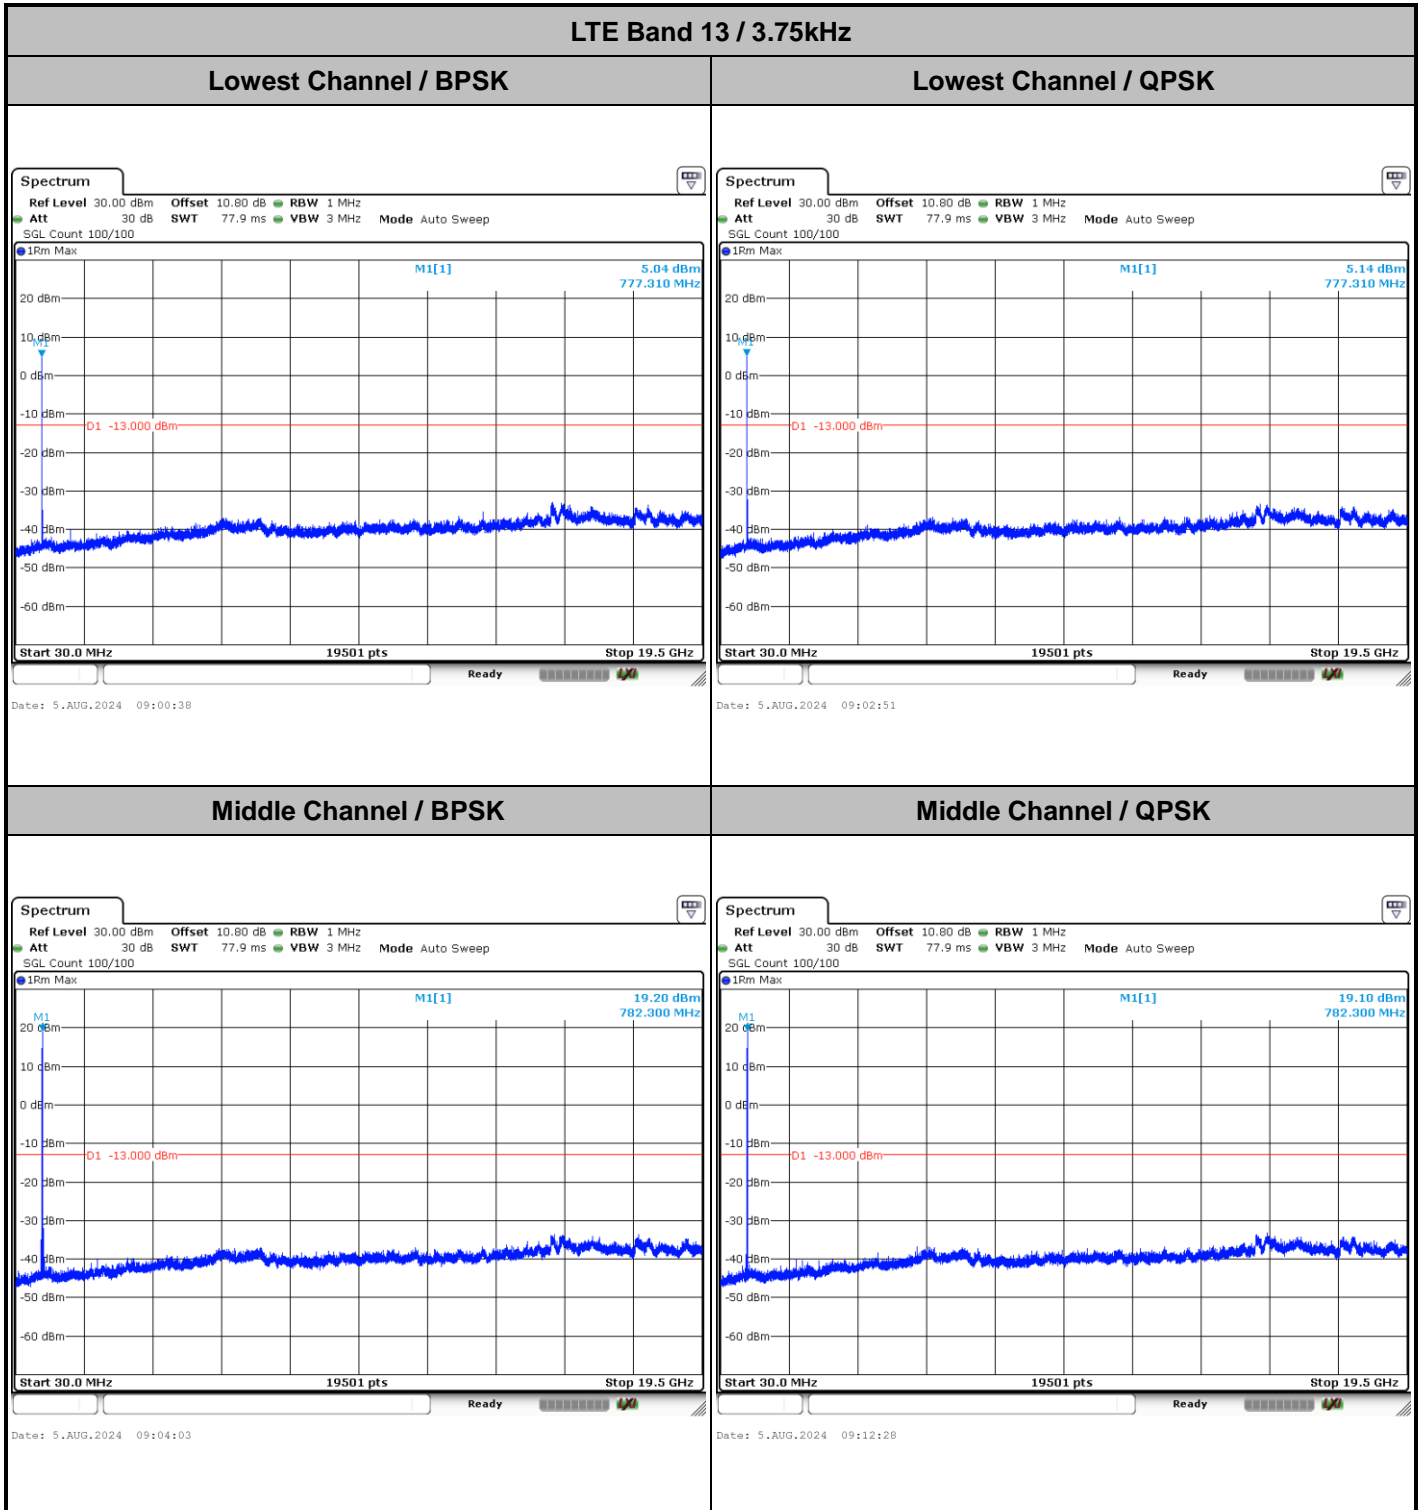 LTE Band 13 / 3.75kHz
Lowest Channel / BPSK
Lowest Channel / QPSK
Spectrum
Ref Level 30.00 dBm Offset 10.80 dB RBW 1 MHz
Att 30 dB SWT 77.9 ms VBW 3 MHz Mode Auto Sweep
SGL Count 100/100
1Rm Max
M1[1] 5.04 dBm
777.310 MHz
20 dBm
10 dBm
M1
0 dBm
-10 dBm
D1 -13.000 dBm
-20 dBm
-30 dBm
-40 dBm
-50 dBm
-60 dBm
Start 30.0 MHz 19501 pts Stop 19.5 GHz
Ready LXI
Date: 5.AUG.2024 09:00:38
Spectrum
Ref Level 30.00 dBm Offset 10.80 dB RBW 1 MHz
Att 30 dB SWT 77.9 ms VBW 3 MHz Mode Auto Sweep
SGL Count 100/100
1Rm Max
M1[1] 5.14 dBm
777.310 MHz
20 dBm
10 dBm
M1
0 dBm
-10 dBm
D1 -13.000 dBm
-20 dBm
-30 dBm
-40 dBm
-50 dBm
-60 dBm
Start 30.0 MHz 19501 pts Stop 19.5 GHz
Ready LXI
Date: 5.AUG.2024 09:02:51
Middle Channel / BPSK
Middle Channel / QPSK
Spectrum
Ref Level 30.00 dBm Offset 10.80 dB RBW 1 MHz
Att 30 dB SWT 77.9 ms VBW 3 MHz Mode Auto Sweep
SGL Count 100/100
1Rm Max
M1[1] 19.20 dBm
782.300 MHz
M1
20 dBm
10 dBm
0 dBm
-10 dBm
D1 -13.000 dBm
-20 dBm
-30 dBm
-40 dBm
-50 dBm
-60 dBm
Start 30.0 MHz 19501 pts Stop 19.5 GHz
Ready LXI
Date: 5.AUG.2024 09:04:03
Spectrum
Ref Level 30.00 dBm Offset 10.80 dB RBW 1 MHz
Att 30 dB SWT 77.9 ms VBW 3 MHz Mode Auto Sweep
SGL Count 100/100
1Rm Max
M1[1] 19.10 dBm
782.300 MHz
M1
20 dBm
10 dBm
0 dBm
-10 dBm
D1 -13.000 dBm
-20 dBm
-30 dBm
-40 dBm
-50 dBm
-60 dBm
Start 30.0 MHz 19501 pts Stop 19.5 GHz
Ready LXI
Date: 5.AUG.2024 09:12:28